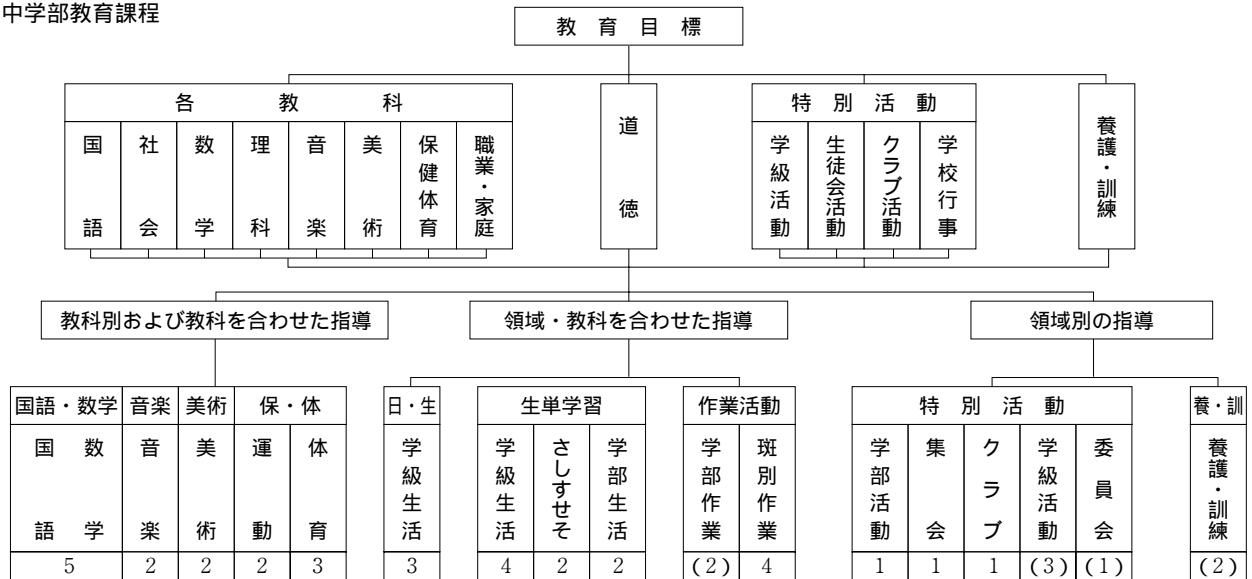 中学部教育課程
教育目標
各教科
国語
社会
数学
理科
音楽
美術
保健体育
職業・家庭
道徳
特別活動
学級活動
生徒会活動
クラブ活動
学校行事
養護・訓練
教科別および教科を合わせた指導
領域・教科を合わせた指導
領域別の指導
国語・数学 音楽 美術 保・体
国語 数学 音楽 美術 運動 体育
5 2 2 2 3
日・生
学級生活
3
生単学習
学級生活 さしすせそ 学部生活
4 2 2
作業活動
学部作業 斑別作業
(2) 4
特別活動
学部活動 集会 クラブ 学級活動 委員会
1 1 1 (3) (1)
養・訓
養護・訓練
(2)